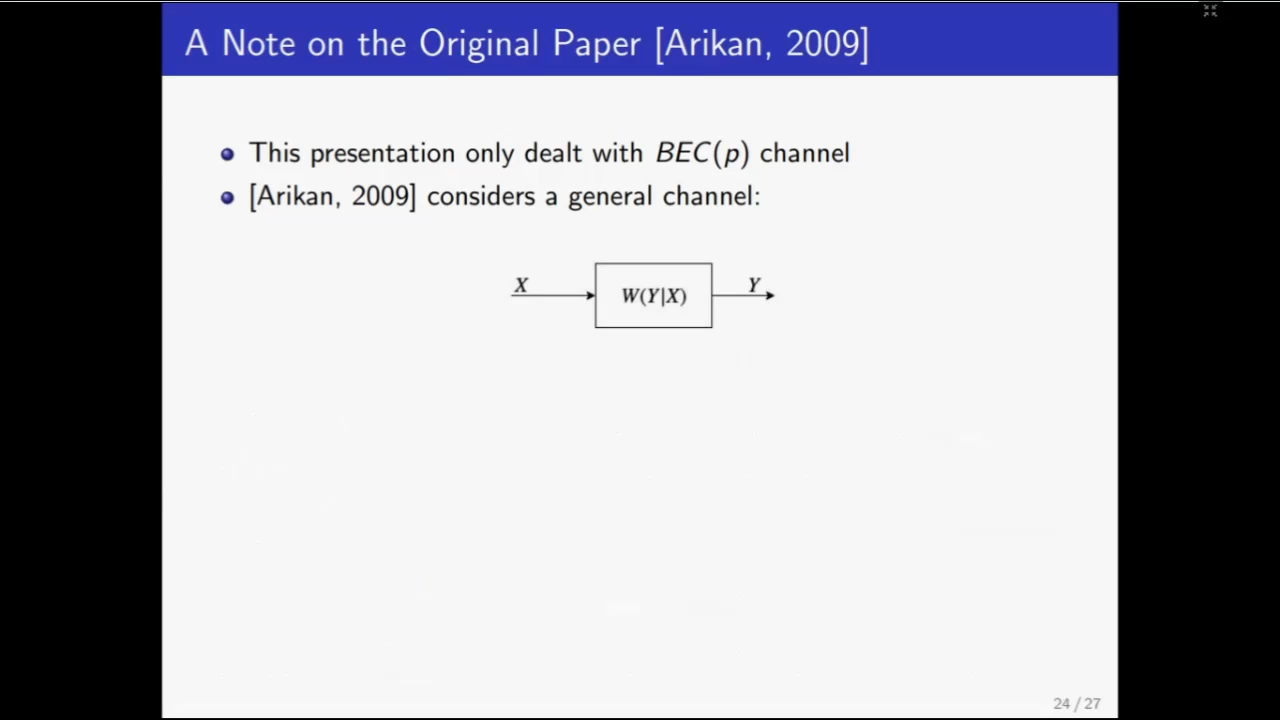 A Note on the Original Paper [Arikan, 2009]
This presentation only dealt with BEC(p) channel
[Arikan, 2009] considers a general channel:
X
W(Y|X)
Y
24 / 27